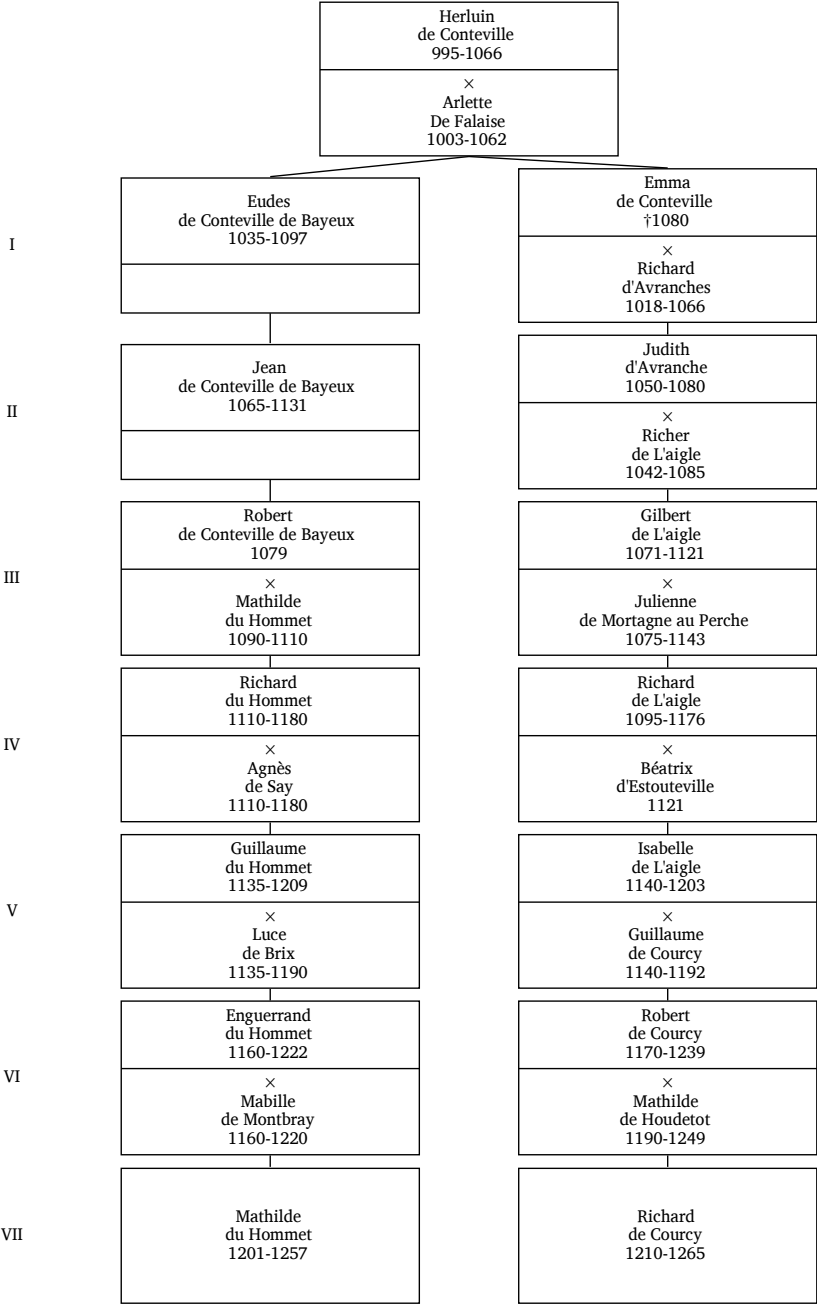 Herluin
de Conteville
995-1066
×
Arlette
De Falaise
1003-1062
I
Eudes
de Conteville de Bayeux
1035-1097
Emma
de Conteville
†1080
×
Richard
d'Avranches
1018-1066
II
Jean
de Conteville de Bayeux
1065-1131
Judith
d'Avranche
1050-1080
×
Richer
de L'aigle
1042-1085
III
Robert
de Conteville de Bayeux
1079
×
Mathilde
du Hommet
1090-1110
Gilbert
de L'aigle
1071-1121
×
Julienne
de Mortagne au Perche
1075-1143
IV
Richard
du Hommet
1110-1180
×
Agnès
de Say
1110-1180
Richard
de L'aigle
1095-1176
×
Béatrix
d'Estouteville
1121
V
Guillaume
du Hommet
1135-1209
×
Luce
de Brix
1135-1190
Isabelle
de L'aigle
1140-1203
×
Guillaume
de Courcy
1140-1192
VI
Enguerrand
du Hommet
1160-1222
×
Mabille
de Montbray
1160-1220
Robert
de Courcy
1170-1239
×
Mathilde
de Houdetot
1190-1249
VII
Mathilde
du Hommet
1201-1257
Richard
de Courcy
1210-1265